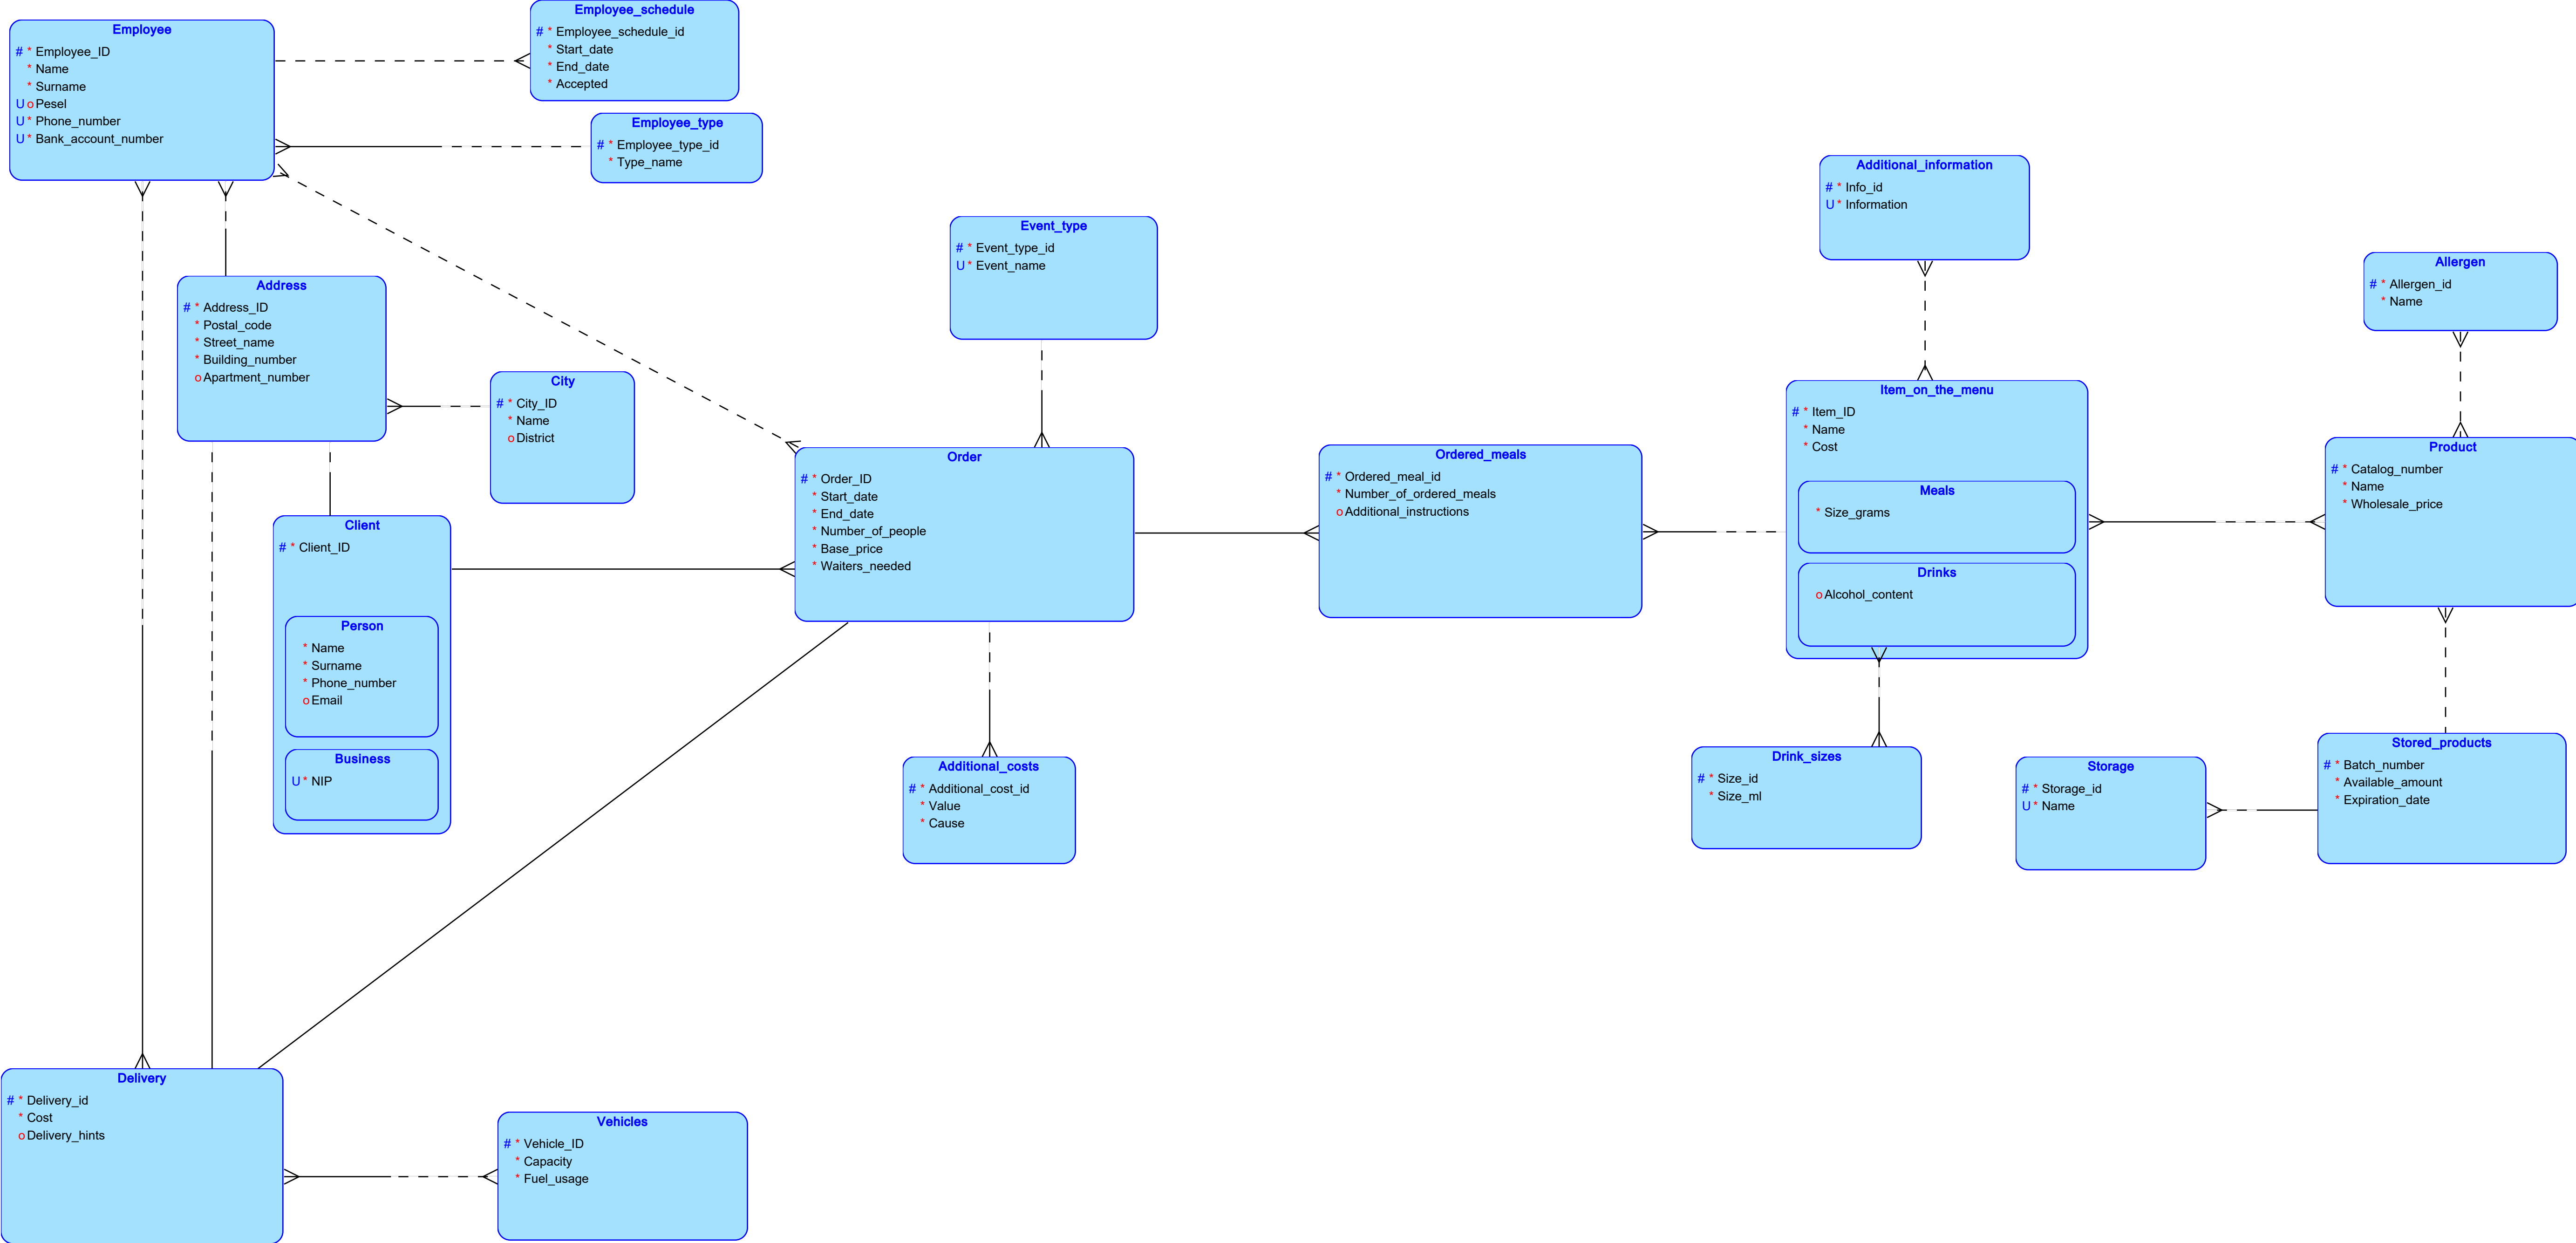 Employee
# * Employee_ID
* Name
* Surname
U o Pesel
U * Phone_number
U * Bank_account_number
Employee_schedule
# * Employee_schedule_id
* Start_date
* End_date
* Accepted
Employee_type
# * Employee_type_id
* Type_name
Address
# * Address_ID
* Postal_code
* Street_name
* Building_number
o Apartment_number
City
# * City_ID
* Name
o District
Event_type
# * Event_type_id
U * Event_name
Additional_information
# * Info_id
U * Information
Allergen
# * Allergen_id
* Name
Client
# * Client_ID
Person
* Name
* Surname
* Phone_number
o Email
Business
U * NIP
Order
# * Order_ID
* Start_date
* End_date
* Number_of_people
* Base_price
* Waiters_needed
Ordered_meals
# * Ordered_meal_id
* Number_of_ordered_meals
o Additional_instructions
Item_on_the_menu
# * Item_ID
* Name
* Cost
Meals
* Size_grams
Drinks
o Alcohol_content
Product
# * Catalog_number
* Name
* Wholesale_price
Additional_costs
# * Additional_cost_id
* Value
* Cause
Drink_sizes
# * Size_id
* Size_ml
Storage
# * Storage_id
U * Name
Stored_products
# * Batch_number
* Available_amount
* Expiration_date
Delivery
# * Delivery_id
* Cost
o Delivery_hints
Vehicles
# * Vehicle_ID
* Capacity
* Fuel_usage